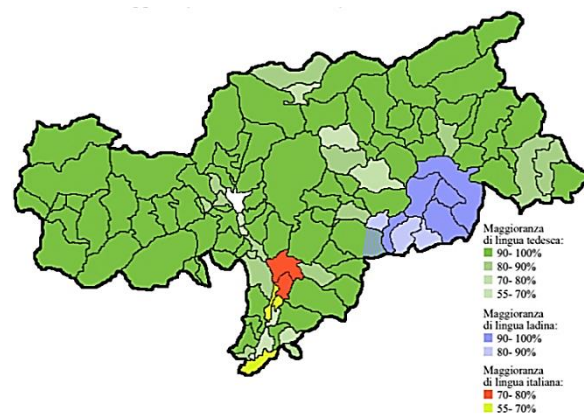 Maggioranza
di lingua tedesca:
90- 100%
80- 90%
70- 80%
55- 70%
Maggioranza
di lingua ladina:
90- 100%
80- 90%
Maggioranza
di lingua italiana:
70- 80%
55- 70%